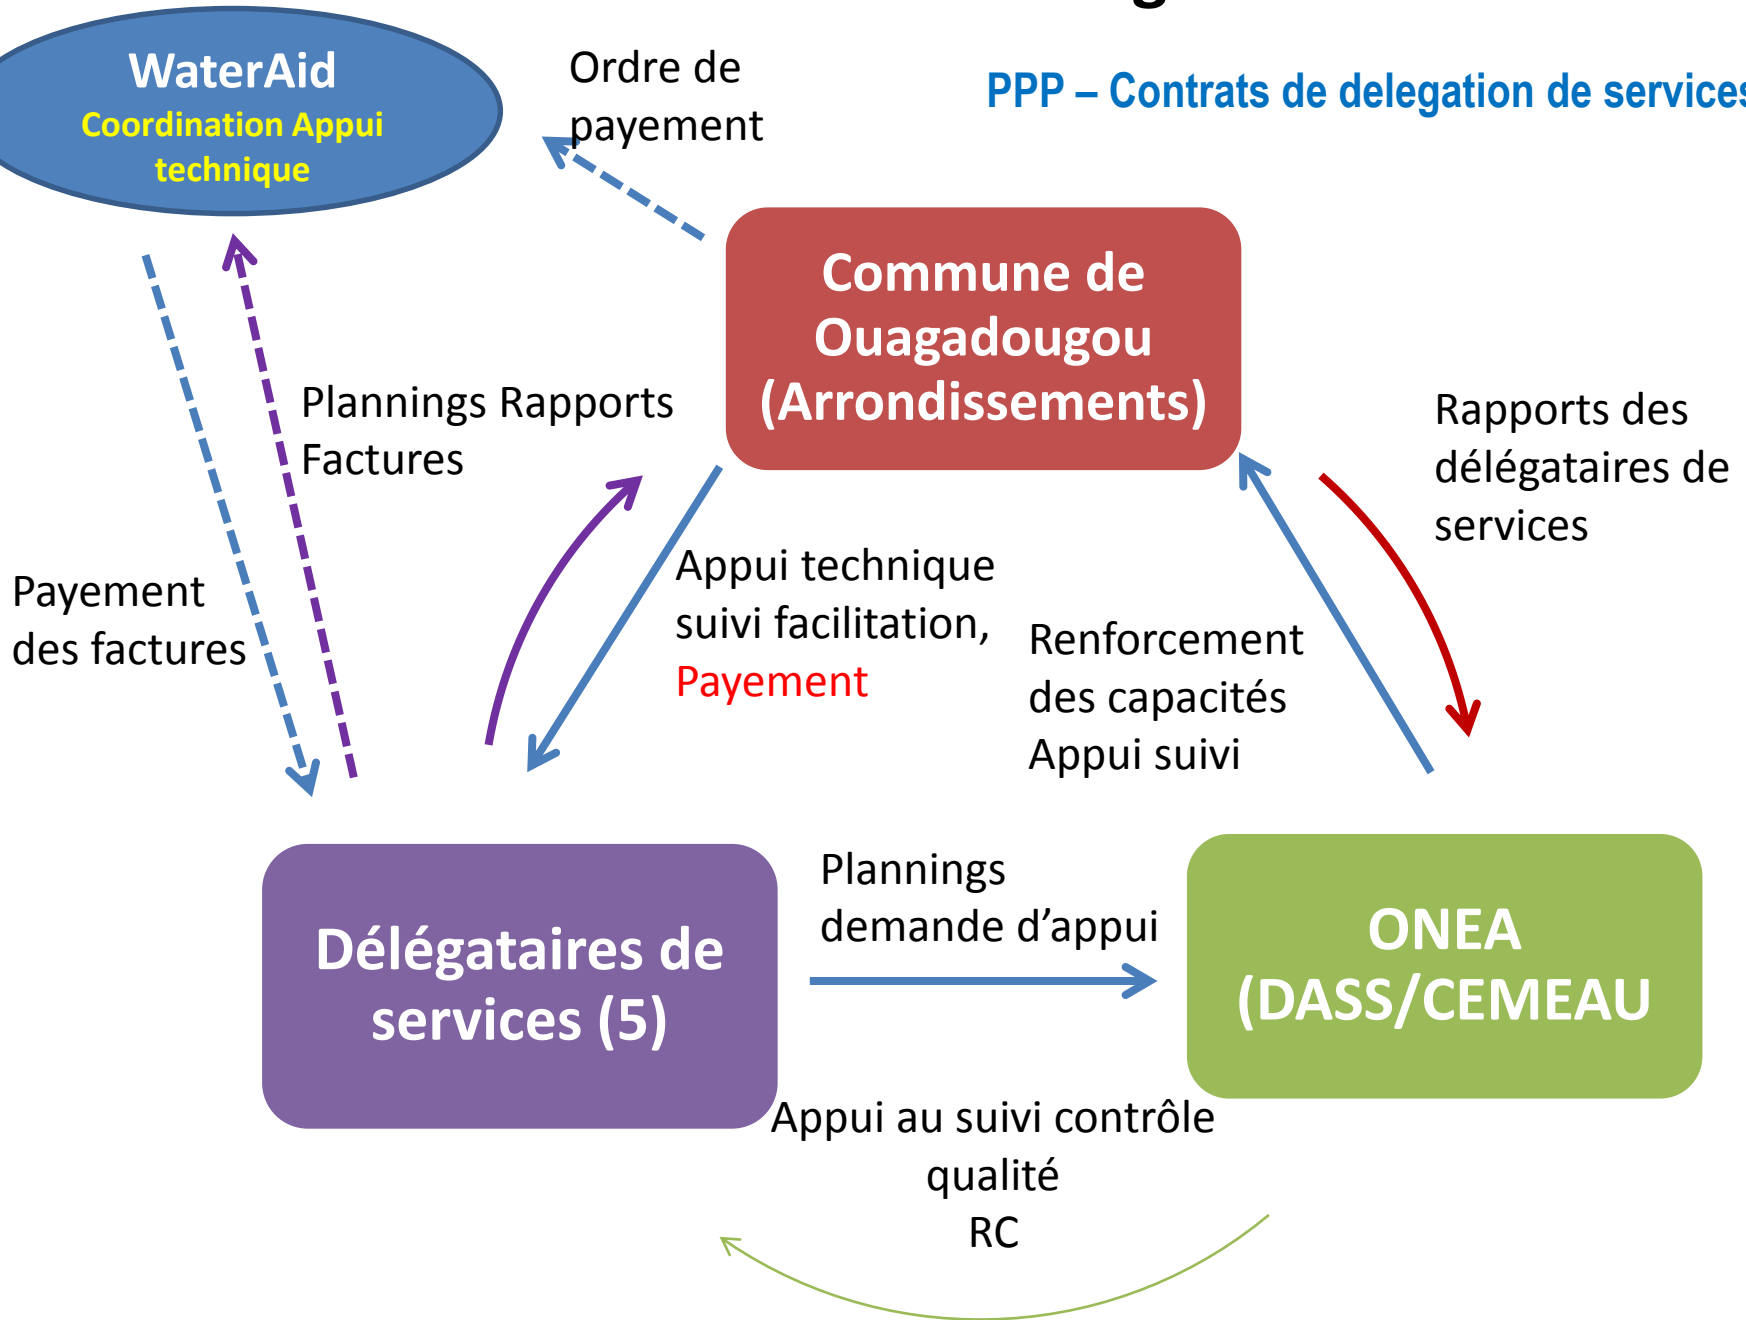 WaterAid
Coordination Appui
technique
Ordre de
payement
PPP – Contrats de delegation de services
Commune de
Ouagadougou
(Arrondissements)
Plannings Rapports
Factures
Rapports des
délégataires de
services
Payement
des factures
Appui technique
suivi facilitation,
Payement
Renforcement
des capacités
Appui suivi
Plannings
demande d’appui
Délégataires de
services (5)
ONEA
(DASS/CEMEAU
Appui au suivi contrôle
qualité
RC